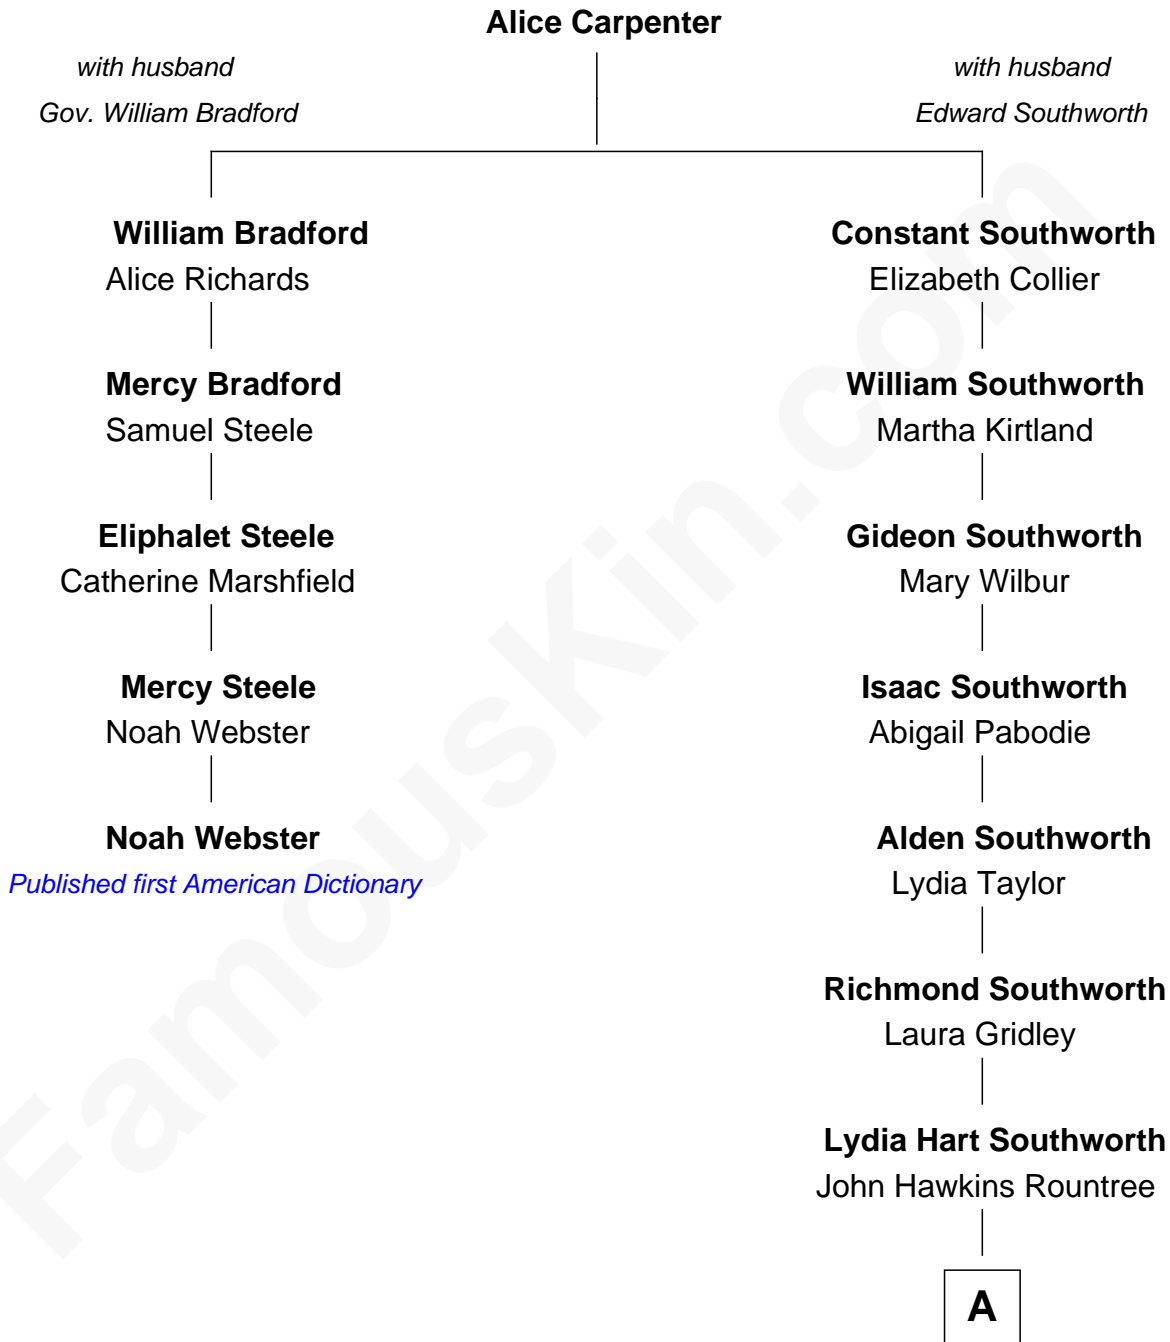 Alice Carpenter
with husband
Gov. William Bradford
with husband
Edward Southworth
William Bradford
Alice Richards
Mercy Bradford
Samuel Steele
Eliphalet Steele
Catherine Marshfield
Mercy Steele
Noah Webster
Noah Webster
Published first American Dictionary
Constant Southworth
Elizabeth Collier
William Southworth
Martha Kirtland
Gideon Southworth
Mary Wilbur
Isaac Southworth
Abigail Pabodie
Alden Southworth
Lydia Taylor
Richmond Southworth
Laura Gridley
Lydia Hart Southworth
John Hawkins Rountree
A
FamousKin.com